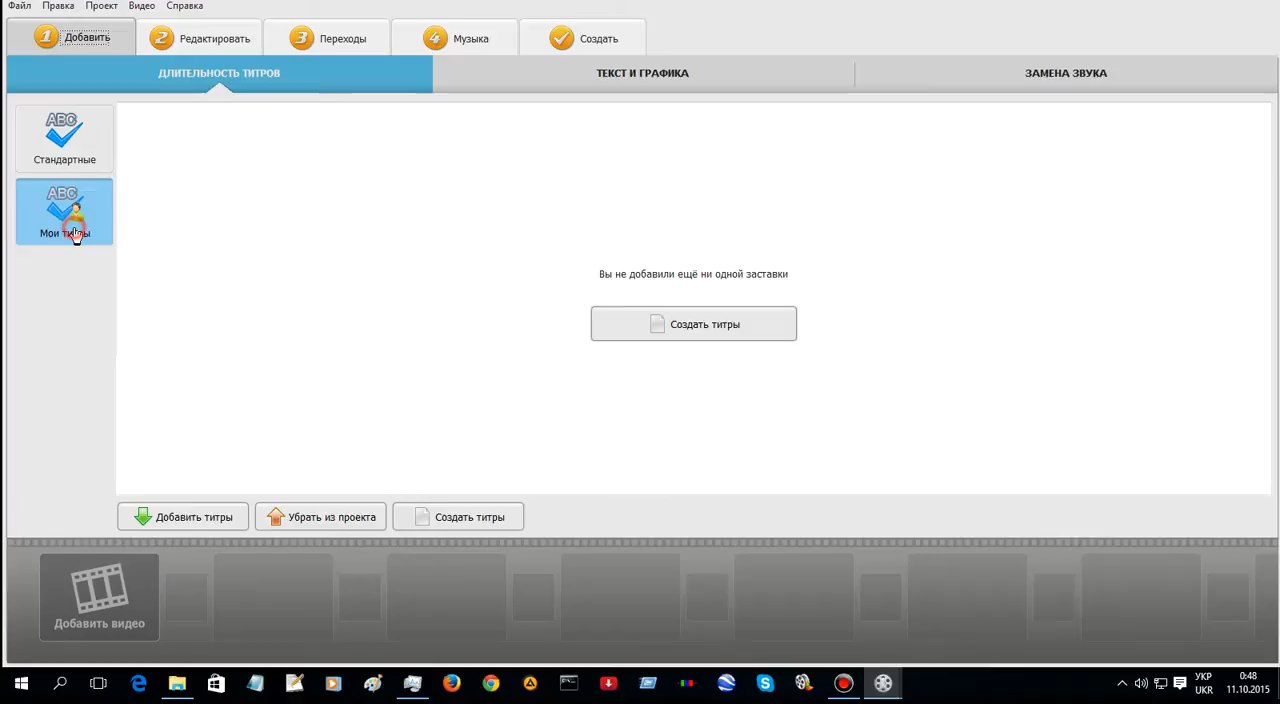 Файл Правка Проект Видео Справка
1 Добавить 2 Редактировать 3 Переходы 4 Музыка Создать
ДЛИТЕЛЬНОСТЬ ТИТРОВ ТЕКСТ И ГРАФИКА ЗАМЕНА ЗВУКА
ABC
Стандартные
ABC
Мои титры
Вы не добавили ещё ни одной заставки
Создать титры
Добавить титры Убрать из проекта Создать титры
Добавить видео
УКР 0:48
UKR 11.10.2015